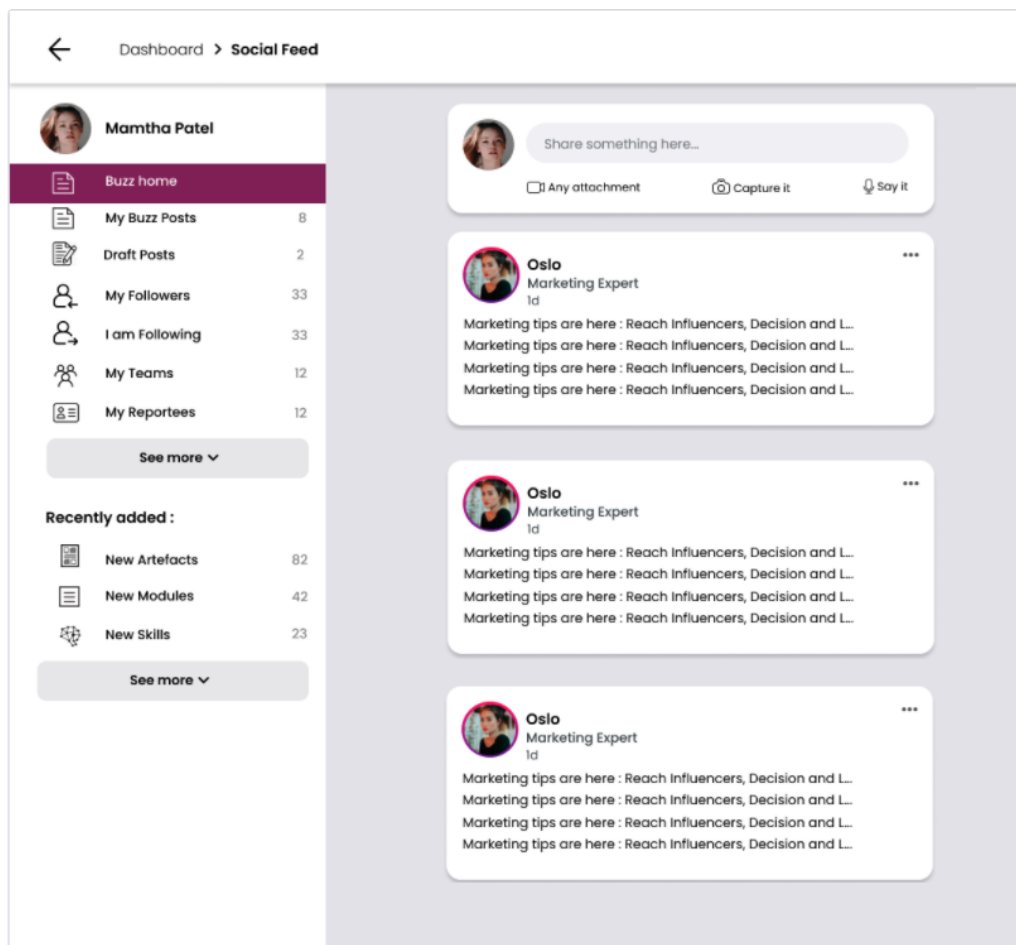 Dashboard > Social Feed
Mamtha Patel
Buzz home
My Buzz Posts 8
Draft Posts 2
My Followers 33
I am Following 33
My Teams 12
My Reportees 12
See more
Recently added :
New Artefacts 82
New Modules 42
New Skills 23
See more
Share something here...
Any attachment Capture it Say it
Oslo
Marketing Expert
1d
Marketing tips are here : Reach Influencers, Decision and L...
Marketing tips are here : Reach Influencers, Decision and L...
Marketing tips are here : Reach Influencers, Decision and L...
Marketing tips are here : Reach Influencers, Decision and L...
Oslo
Marketing Expert
1d
Marketing tips are here : Reach Influencers, Decision and L...
Marketing tips are here : Reach Influencers, Decision and L...
Marketing tips are here : Reach Influencers, Decision and L...
Marketing tips are here : Reach Influencers, Decision and L...
Oslo
Marketing Expert
1d
Marketing tips are here : Reach Influencers, Decision and L...
Marketing tips are here : Reach Influencers, Decision and L...
Marketing tips are here : Reach Influencers, Decision and L...
Marketing tips are here : Reach Influencers, Decision and L...